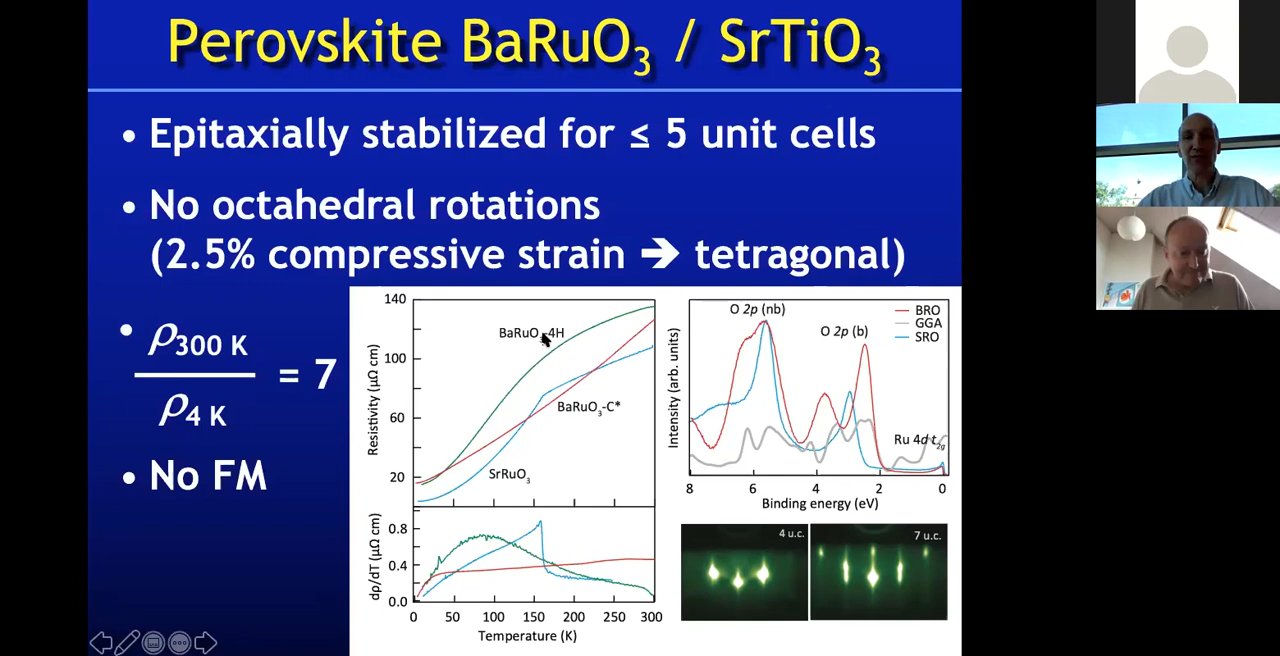 Perovskite BaRuO₃ / SrTiO₃
• Epitaxially stabilized for ≤ 5 unit cells
• No octahedral rotations
(2.5% compressive strain ➔ tetragonal)
• ρ300 K
ρ4 K
= 7
• No FM
140
100
60
20
Resistivity (μΩ cm)
BaRuO₃-4H
BaRuO₃-C*
SrRuO₃
0.8
0.4
0.0
dρ/dT (μΩ cm)
0 50 100 150 200 250 300
Temperature (K)
O 2p (nb)
O 2p (b)
BRO
GGA
SRO
Ru 4d t2g
Intensity (arb. units)
8 6 4 2 0
Binding energy (eV)
4 u.c.
7 u.c.